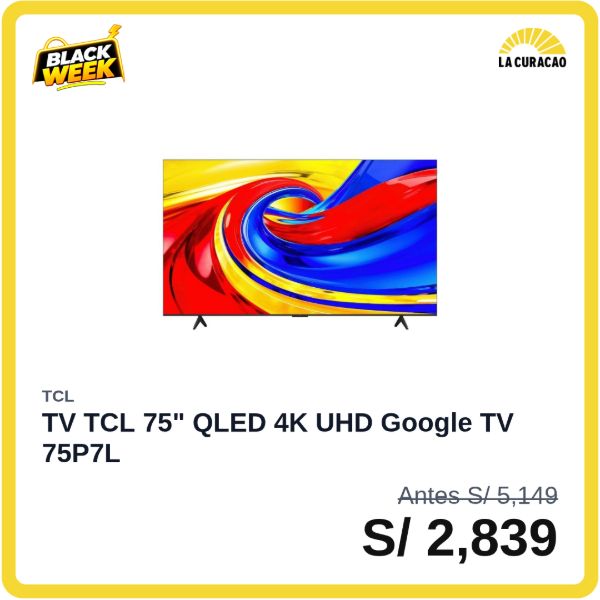 BLACK
WEEK
LA CURACAO
TCL
TV TCL 75" QLED 4K UHD Google TV
75P7L
Antes S/ 5,149
S/ 2,839